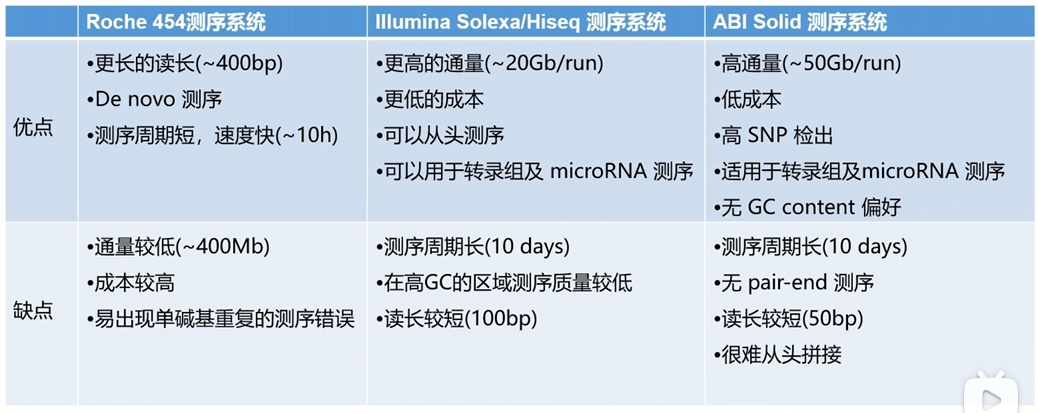 Roche 454测序系统
Illumina Solexa/Hiseq 测序系统
ABI Solid 测序系统
优点
•更长的读长(~400bp)
•De novo 测序
•测序周期短，速度快(~10h)
•更高的通量(~20Gb/run)
•更低的成本
•可以从头测序
•可以用于转录组及 microRNA 测序
•高通量(~50Gb/run)
•低成本
•高 SNP 检出
•适用于转录组及microRNA 测序
•无 GC content 偏好
缺点
•通量较低(~400Mb)
•成本较高
•易出现单碱基重复的测序错误
•测序周期长(10 days)
•在高GC的区域测序质量较低
•读长较短(100bp)
•测序周期长(10 days)
•无 pair-end 测序
•读长较短(50bp)
•很难从头拼接